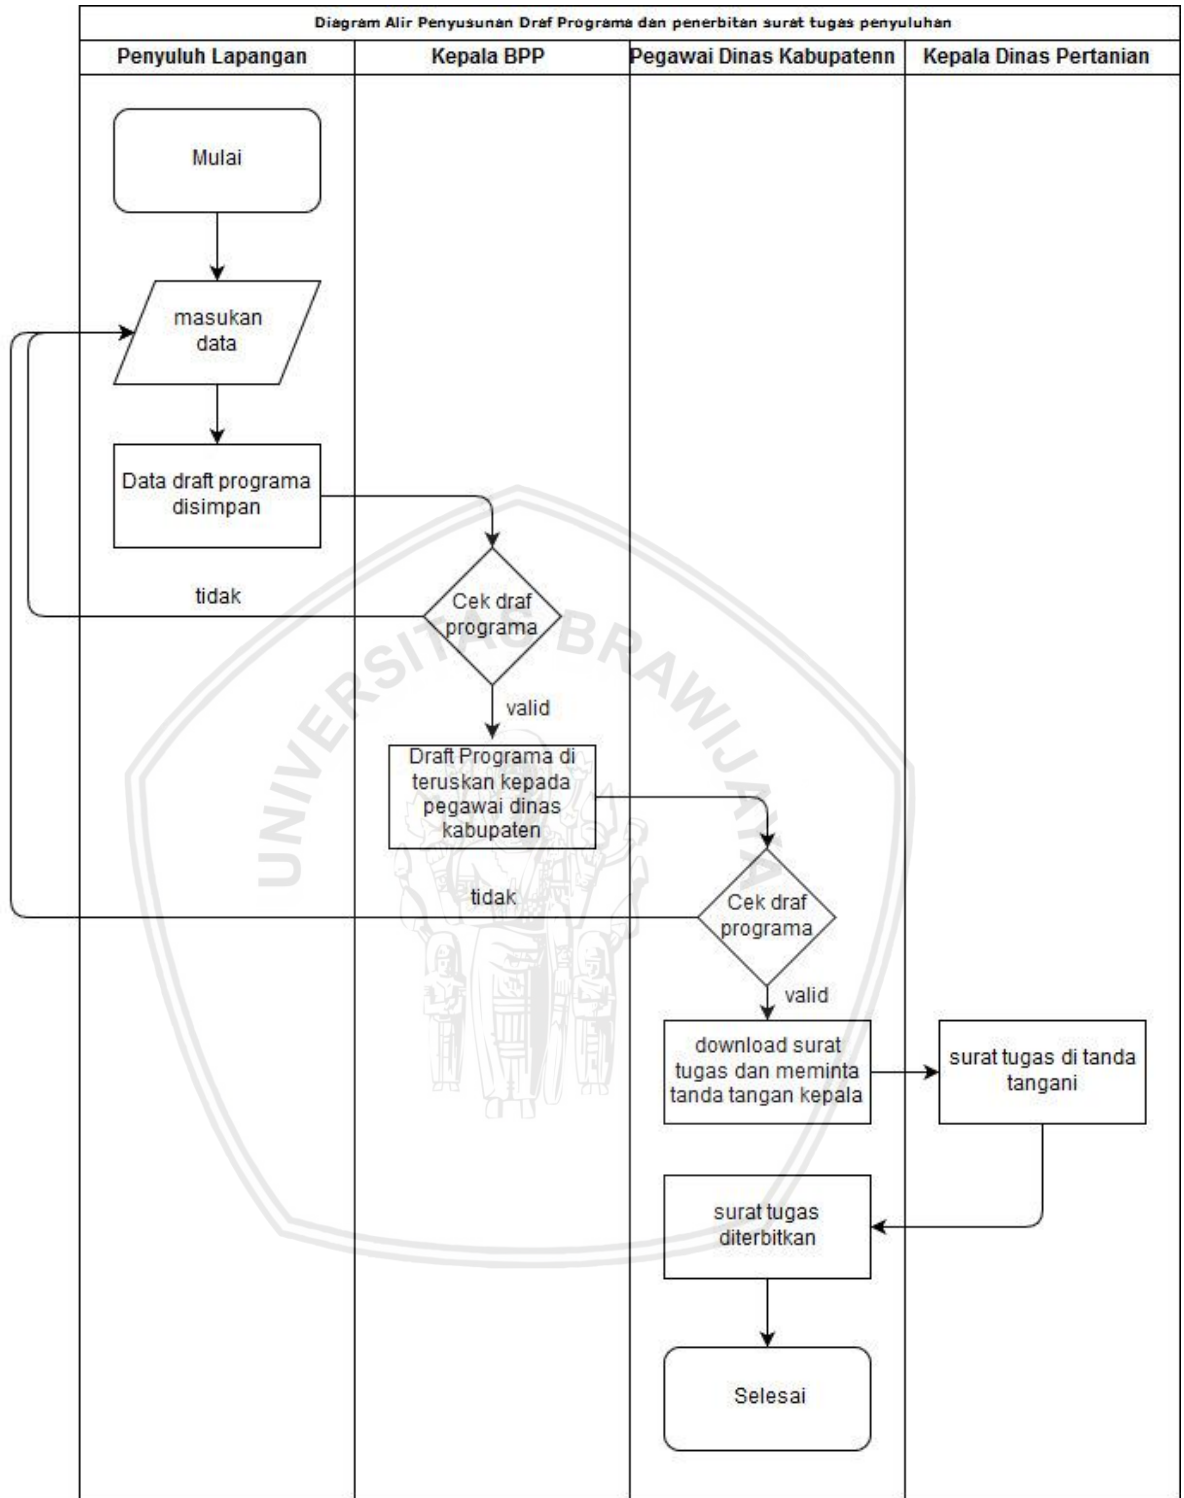 Diagram Alir Penyusunan Draf Programa dan penerbitan surat tugas penyuluhan
Penyuluh Lapangan
Kepala BPP
Pegawai Dinas Kabupatenn
Kepala Dinas Pertanian
Mulai
masukan
data
Data draft programa
disimpan
tidak
Cek draf
programa
valid
Draft Programa di
teruskan kepada
pegawai dinas
kabupaten
tidak
Cek draf
programa
valid
download surat
tugas dan meminta
tanda tangan kepala
surat tugas di tanda
tangani
surat tugas
diterbitkan
Selesai
UNIVERSITAS BRAWIJAYA